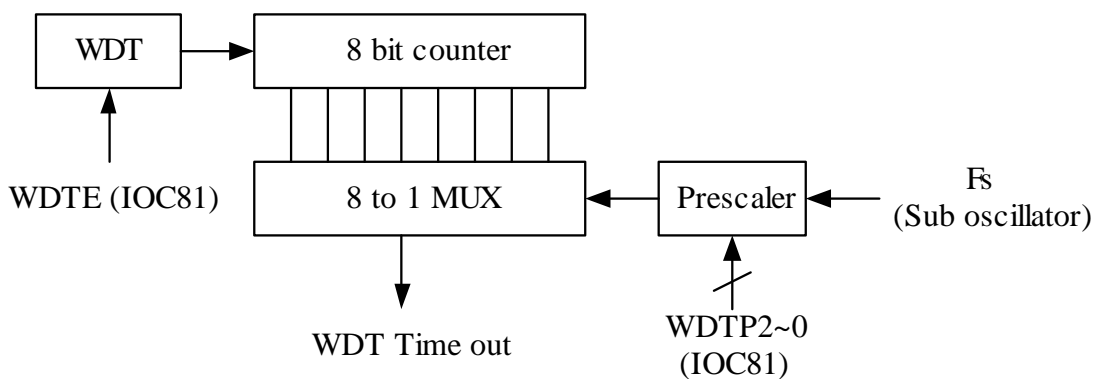 WDT
8 bit counter
WDTE (IOC81)
8 to 1 MUX
Prescaler
Fs
(Sub oscillator)
WDT Time out
WDTP2~0
(IOC81)